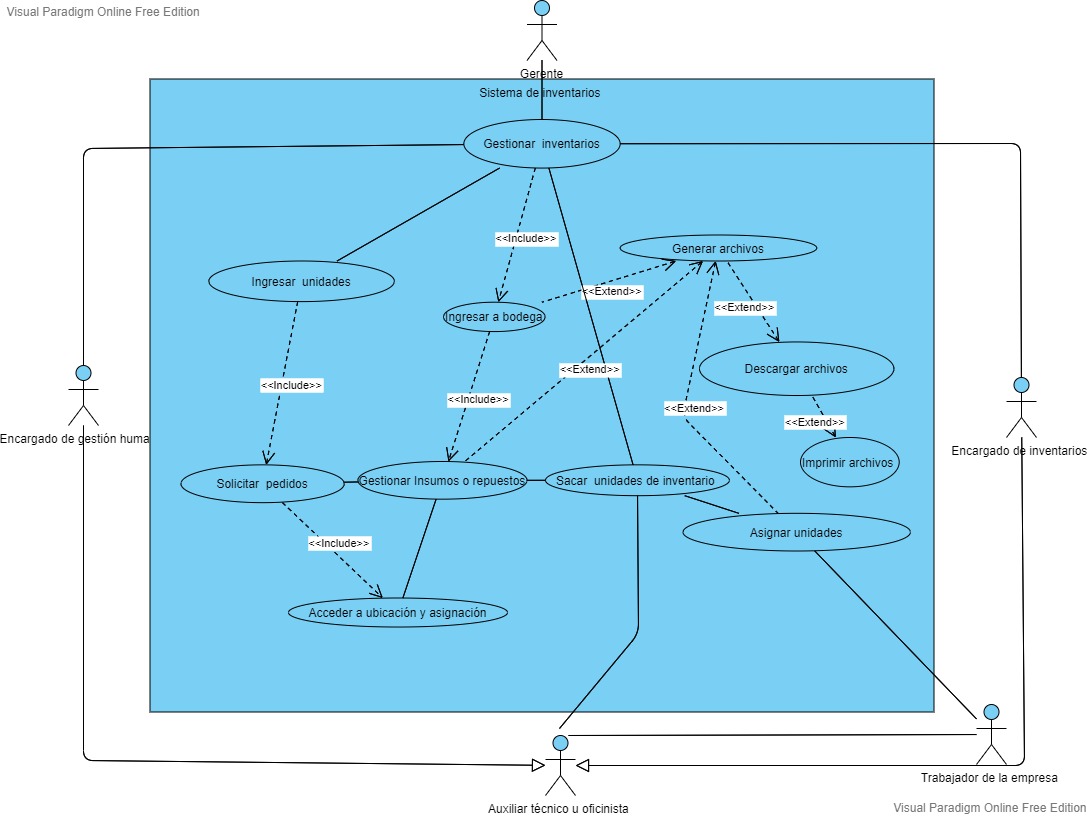 Visual Paradigm Online Free Edition
Gerente
Sistema de inventarios
Gestionar inventarios
<<Include>>
Generar archivos
Ingresar unidades
<<Extend>>
<<Extend>>
Ingresar a bodega
<<Extend>>
Descargar archivos
<<Include>>
<<Include>>
<<Extend>>
<<Extend>>
Encargado de gestión huma
Encargado de inventarios
Imprimir archivos
Solicitar pedidos
Gestionar Insumos o repuestos
Sacar unidades de inventario
Asignar unidades
<<Include>>
Acceder a ubicación y asignación
Trabajador de la empresa
Auxiliar técnico u oficinista
Visual Paradigm Online Free Edition